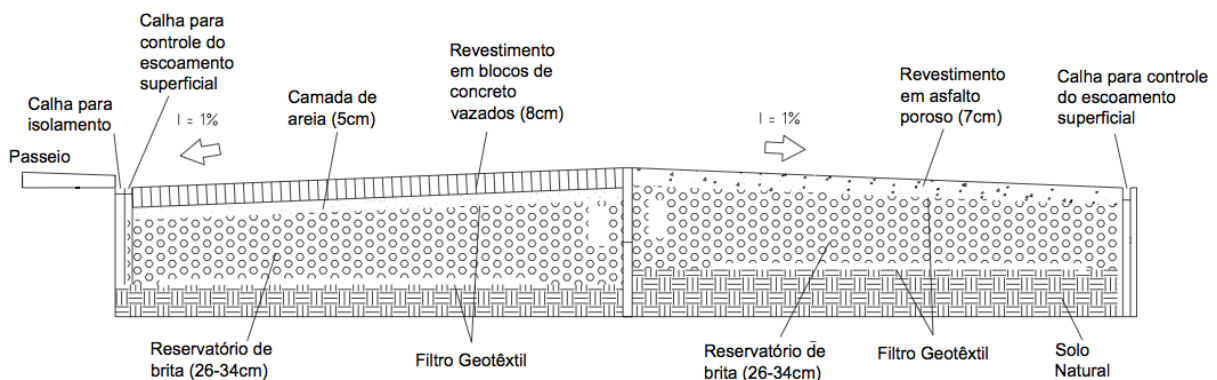 Calha para
controle do
escoamento
superficial
Calha para
isolamento
Passeio
I = 1%
Camada de
areia (5cm)
Revestimento
em blocos de
concreto
vazados (8cm)
I = 1%
Revestimento
em asfalto
poroso (7cm)
Calha para controle
do escoamento
superficial
Reservatório de
brita (26-34cm)
Filtro Geotêxtil
Reservatório de
brita (26-34cm)
Filtro Geotêxtil
Solo
Natural